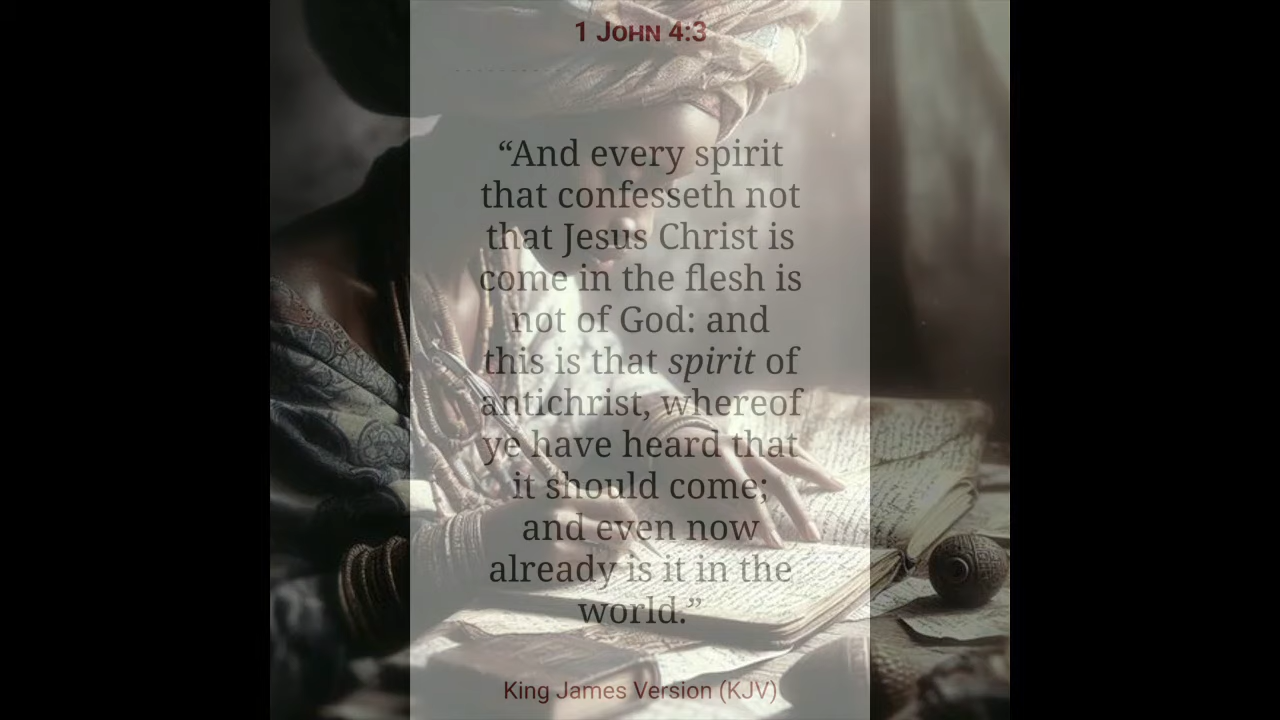 1 John 4:3
“And every spirit
that confesseth not
that Jesus Christ is
come in the flesh is
not of God: and
this is that spirit of
antichrist, whereof
ye have heard that
it should come;
and even now
already is it in the
world.”
King James Version (KJV)